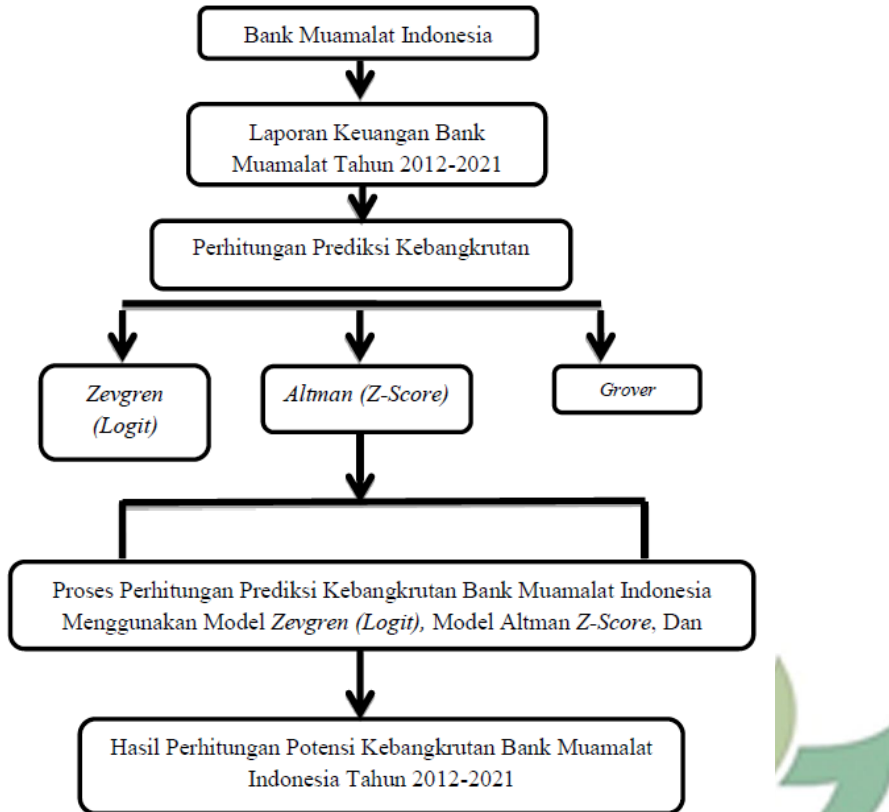 Bank Muamalat Indonesia
Laporan Keuangan Bank
Muamalat Tahun 2012-2021
Perhitungan Prediksi Kebangkrutan
Zevgren
(Logit)
Altman (Z-Score)
Grover
Proses Perhitungan Prediksi Kebangkrutan Bank Muamalat Indonesia
Menggunakan Model Zevgren (Logit), Model Altman Z-Score, Dan
Hasil Perhitungan Potensi Kebangkrutan Bank Muamalat
Indonesia Tahun 2012-2021